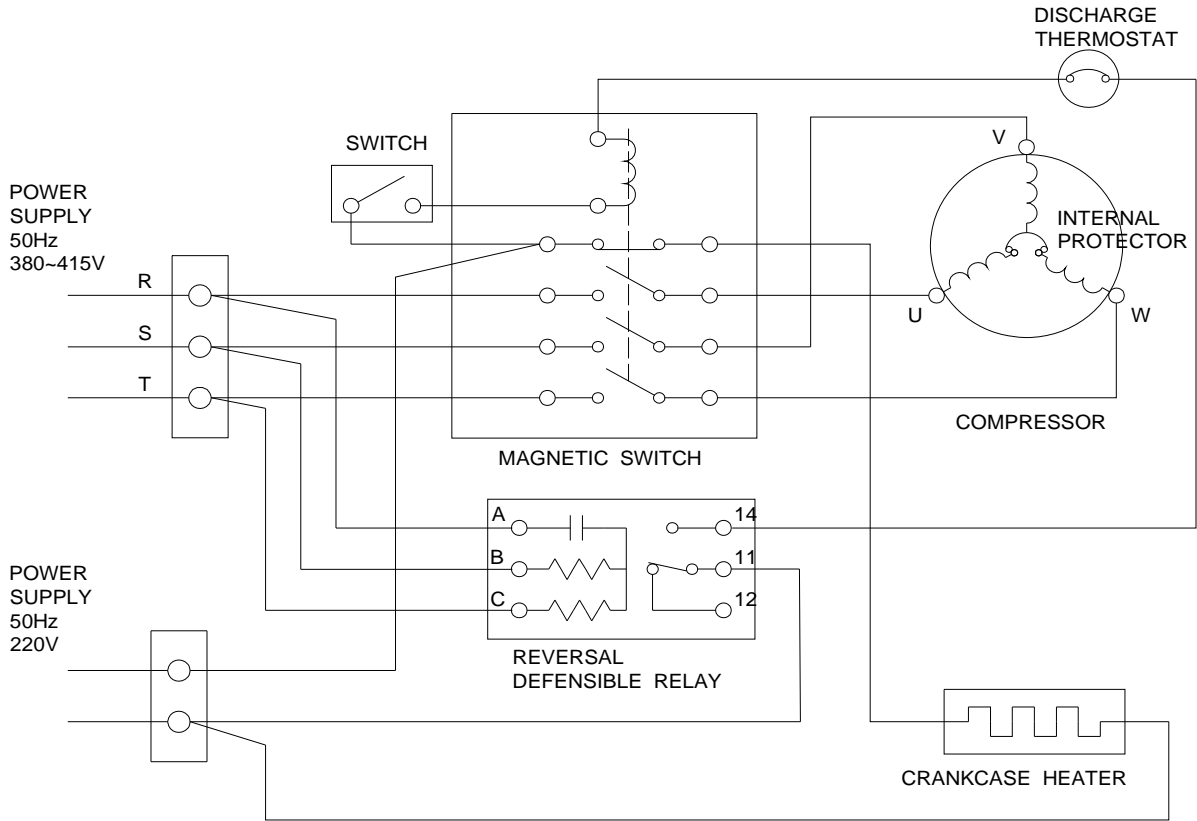 DISCHARGE
THERMOSTAT
SWITCH
V
POWER
SUPPLY
50Hz
380~415V
INTERNAL
PROTECTOR
R
U
W
S
T
COMPRESSOR
MAGNETIC SWITCH
A
14
B
11
C
12
POWER
SUPPLY
50Hz
220V
REVERSAL
DEFENSIBLE RELAY
CRANKCASE HEATER